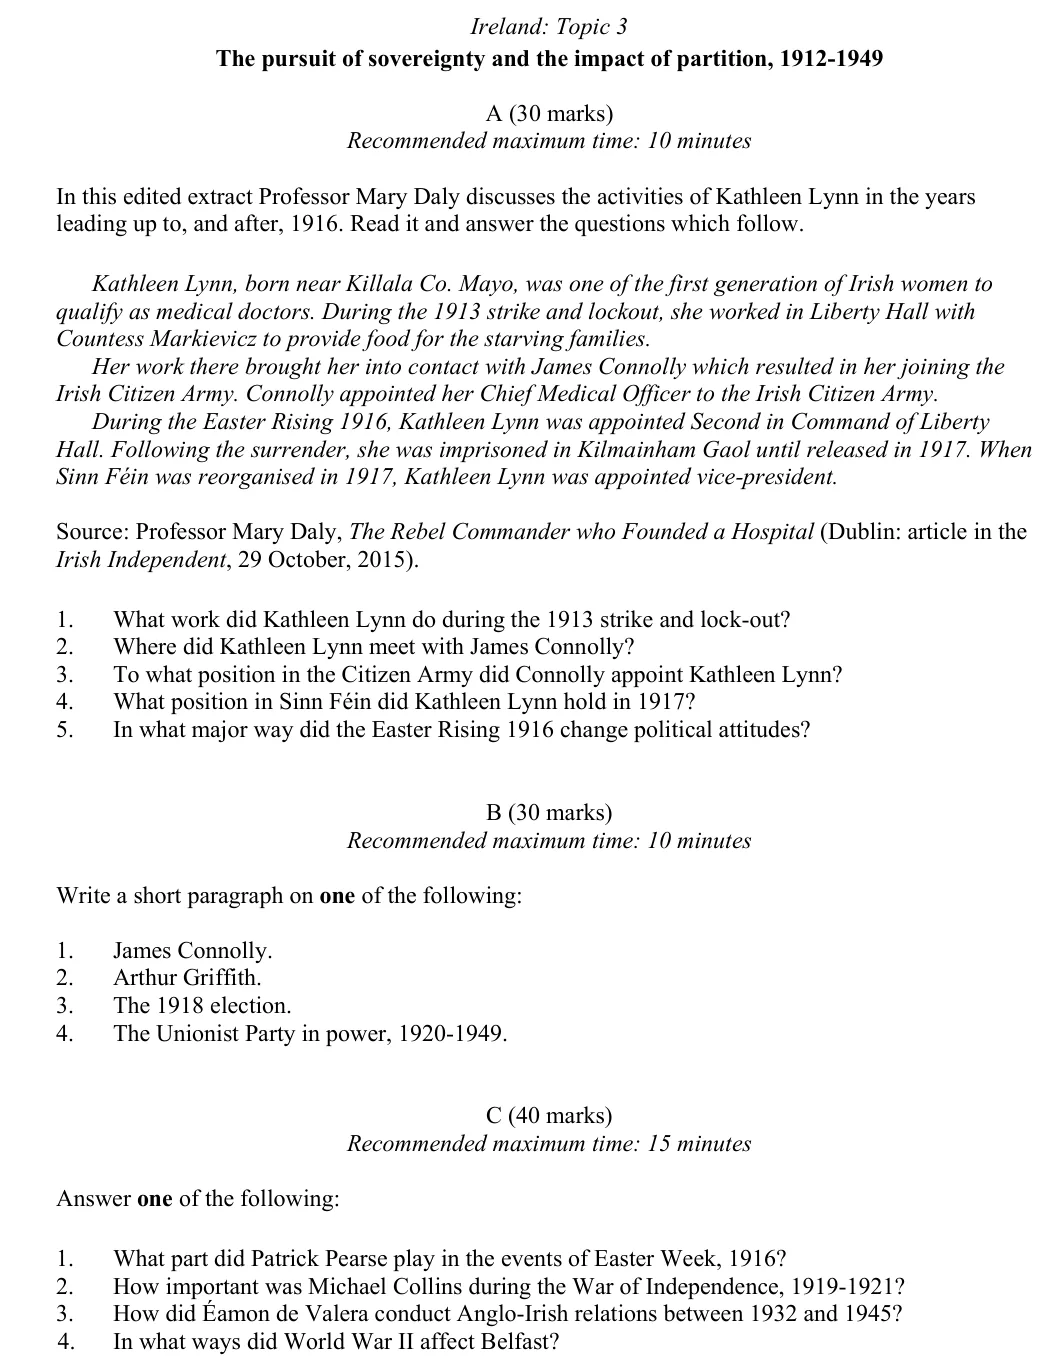 Ireland: Topic 3
The pursuit of sovereignty and the impact of partition, 1912-1949
A (30 marks)
Recommended maximum time: 10 minutes
In this edited extract Professor Mary Daly discusses the activities of Kathleen Lynn in the years
leading up to, and after, 1916. Read it and answer the questions which follow.
Kathleen Lynn, born near Killala Co. Mayo, was one of the first generation of Irish women to
qualify as medical doctors. During the 1913 strike and lockout, she worked in Liberty Hall with
Countess Markievicz to provide food for the starving families.
Her work there brought her into contact with James Connolly which resulted in her joining the
Irish Citizen Army. Connolly appointed her Chief Medical Officer to the Irish Citizen Army.
During the Easter Rising 1916, Kathleen Lynn was appointed Second in Command of Liberty
Hall. Following the surrender, she was imprisoned in Kilmainham Gaol until released in 1917. When
Sinn Féin was reorganised in 1917, Kathleen Lynn was appointed vice-president.
Source: Professor Mary Daly, The Rebel Commander who Founded a Hospital (Dublin: article in the
Irish Independent, 29 October, 2015).
1. What work did Kathleen Lynn do during the 1913 strike and lock-out?
2. Where did Kathleen Lynn meet with James Connolly?
3. To what position in the Citizen Army did Connolly appoint Kathleen Lynn?
4. What position in Sinn Féin did Kathleen Lynn hold in 1917?
5. In what major way did the Easter Rising 1916 change political attitudes?
B (30 marks)
Recommended maximum time: 10 minutes
Write a short paragraph on one of the following:
1. James Connolly.
2. Arthur Griffith.
3. The 1918 election.
4. The Unionist Party in power, 1920-1949.
C (40 marks)
Recommended maximum time: 15 minutes
Answer one of the following:
1. What part did Patrick Pearse play in the events of Easter Week, 1916?
2. How important was Michael Collins during the War of Independence, 1919-1921?
3. How did Éamon de Valera conduct Anglo-Irish relations between 1932 and 1945?
4. In what ways did World War II affect Belfast?